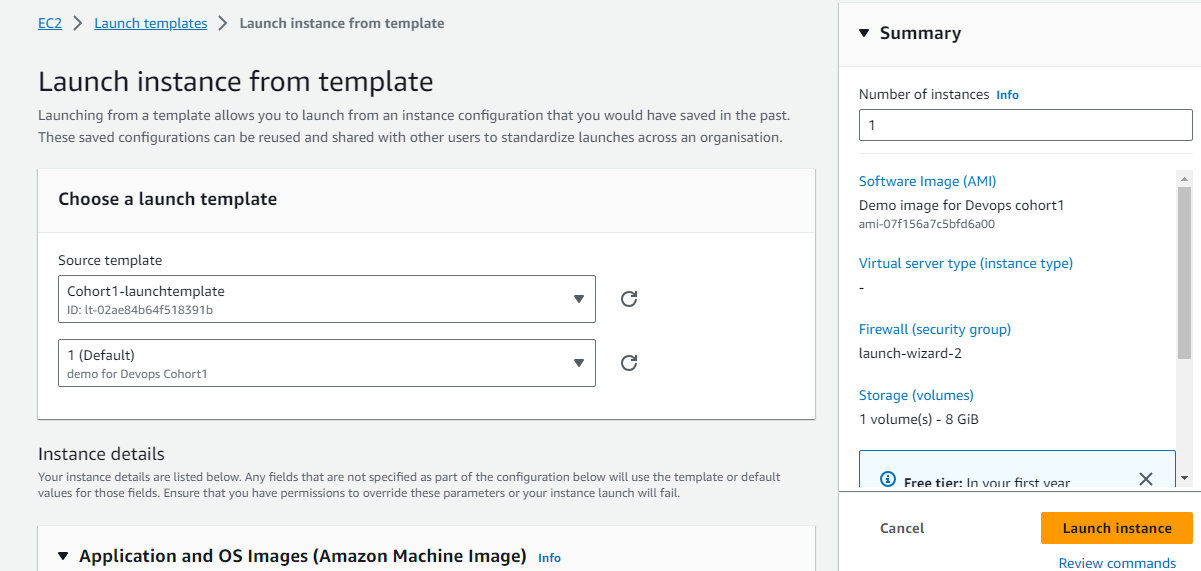 EC2 > Launch templates > Launch instance from template
Launch instance from template
Launching from a template allows you to launch from an instance configuration that you would have saved in the past.
These saved configurations can be reused and shared with other users to standardize launches across an organisation.
Choose a launch template
Source template
Cohort1-launchtemplate
ID: lt-02ae84b64f518391b
1 (Default)
demo for Devops Cohort1
Instance details
Your instance details are listed below. Any fields that are not specified as part of the configuration below will use the template or default
values for those fields. Ensure that you have permissions to override these parameters or your instance launch will fail.
Application and OS Images (Amazon Machine Image) Info
Summary
Number of instances Info
1
Software Image (AMI)
Demo image for Devops cohort1
ami-07f156a7c5bfd6a00
Virtual server type (instance type)
-
Firewall (security group)
launch-wizard-2
Storage (volumes)
1 volume(s) - 8 GiB
Free tier: In your first year
Cancel
Launch instance
Review commands